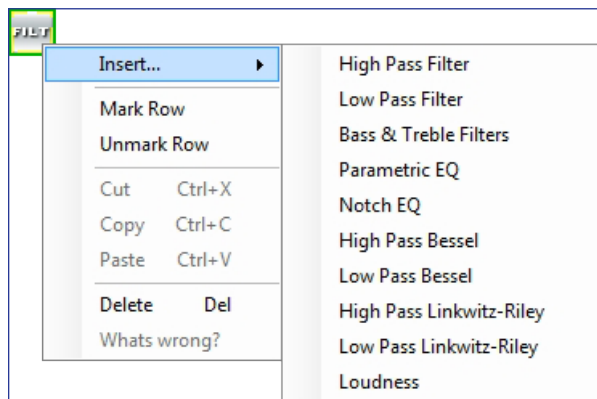 FILT
Insert...
Mark Row
Unmark Row
Cut Ctrl+X
Copy Ctrl+C
Paste Ctrl+V
Delete Del
Whats wrong?
High Pass Filter
Low Pass Filter
Bass & Treble Filters
Parametric EQ
Notch EQ
High Pass Bessel
Low Pass Bessel
High Pass Linkwitz-Riley
Low Pass Linkwitz-Riley
Loudness